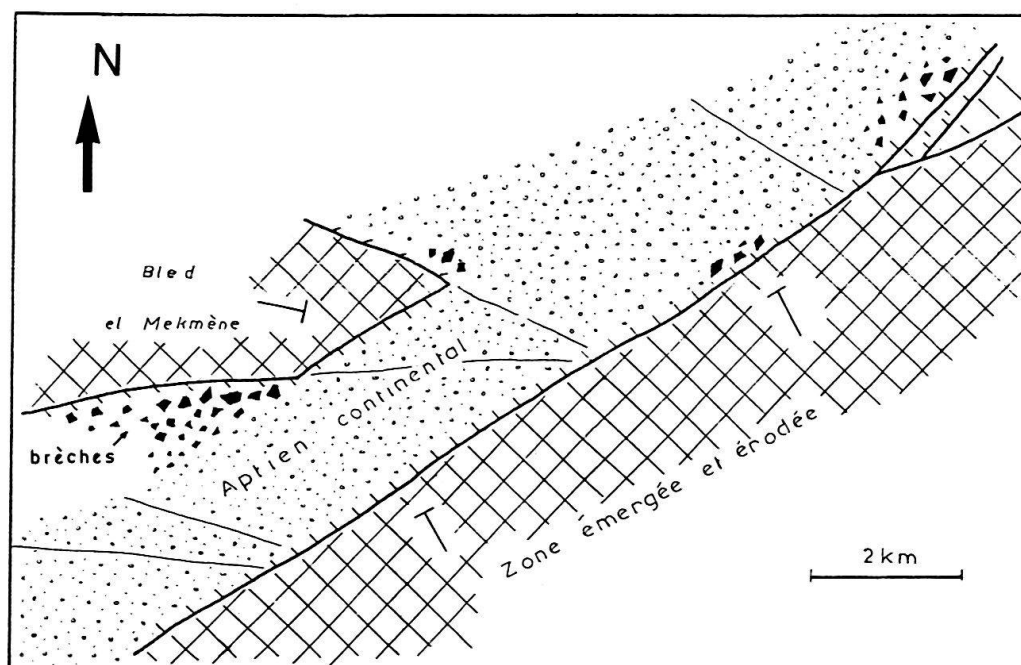 N
Bled
el Mekmène
brèches
Aptien continental
Zone émergée et érodée
2 km